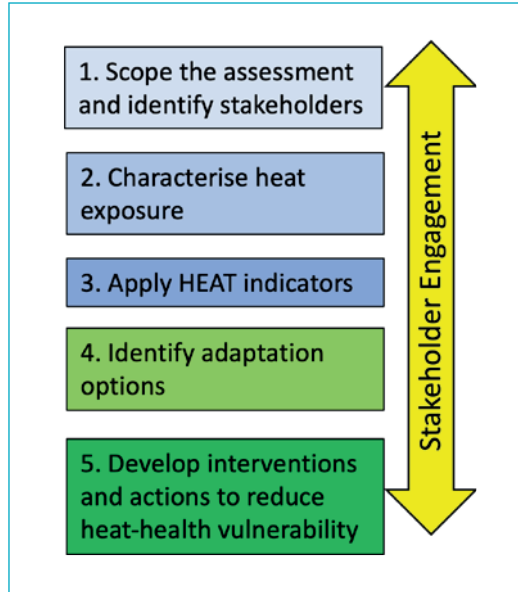 1. Scope the assessment
and identify stakeholders
2. Characterise heat
exposure
3. Apply HEAT indicators
4. Identify adaptation
options
5. Develop interventions
and actions to reduce
heat-health vulnerability
Stakeholder Engagement